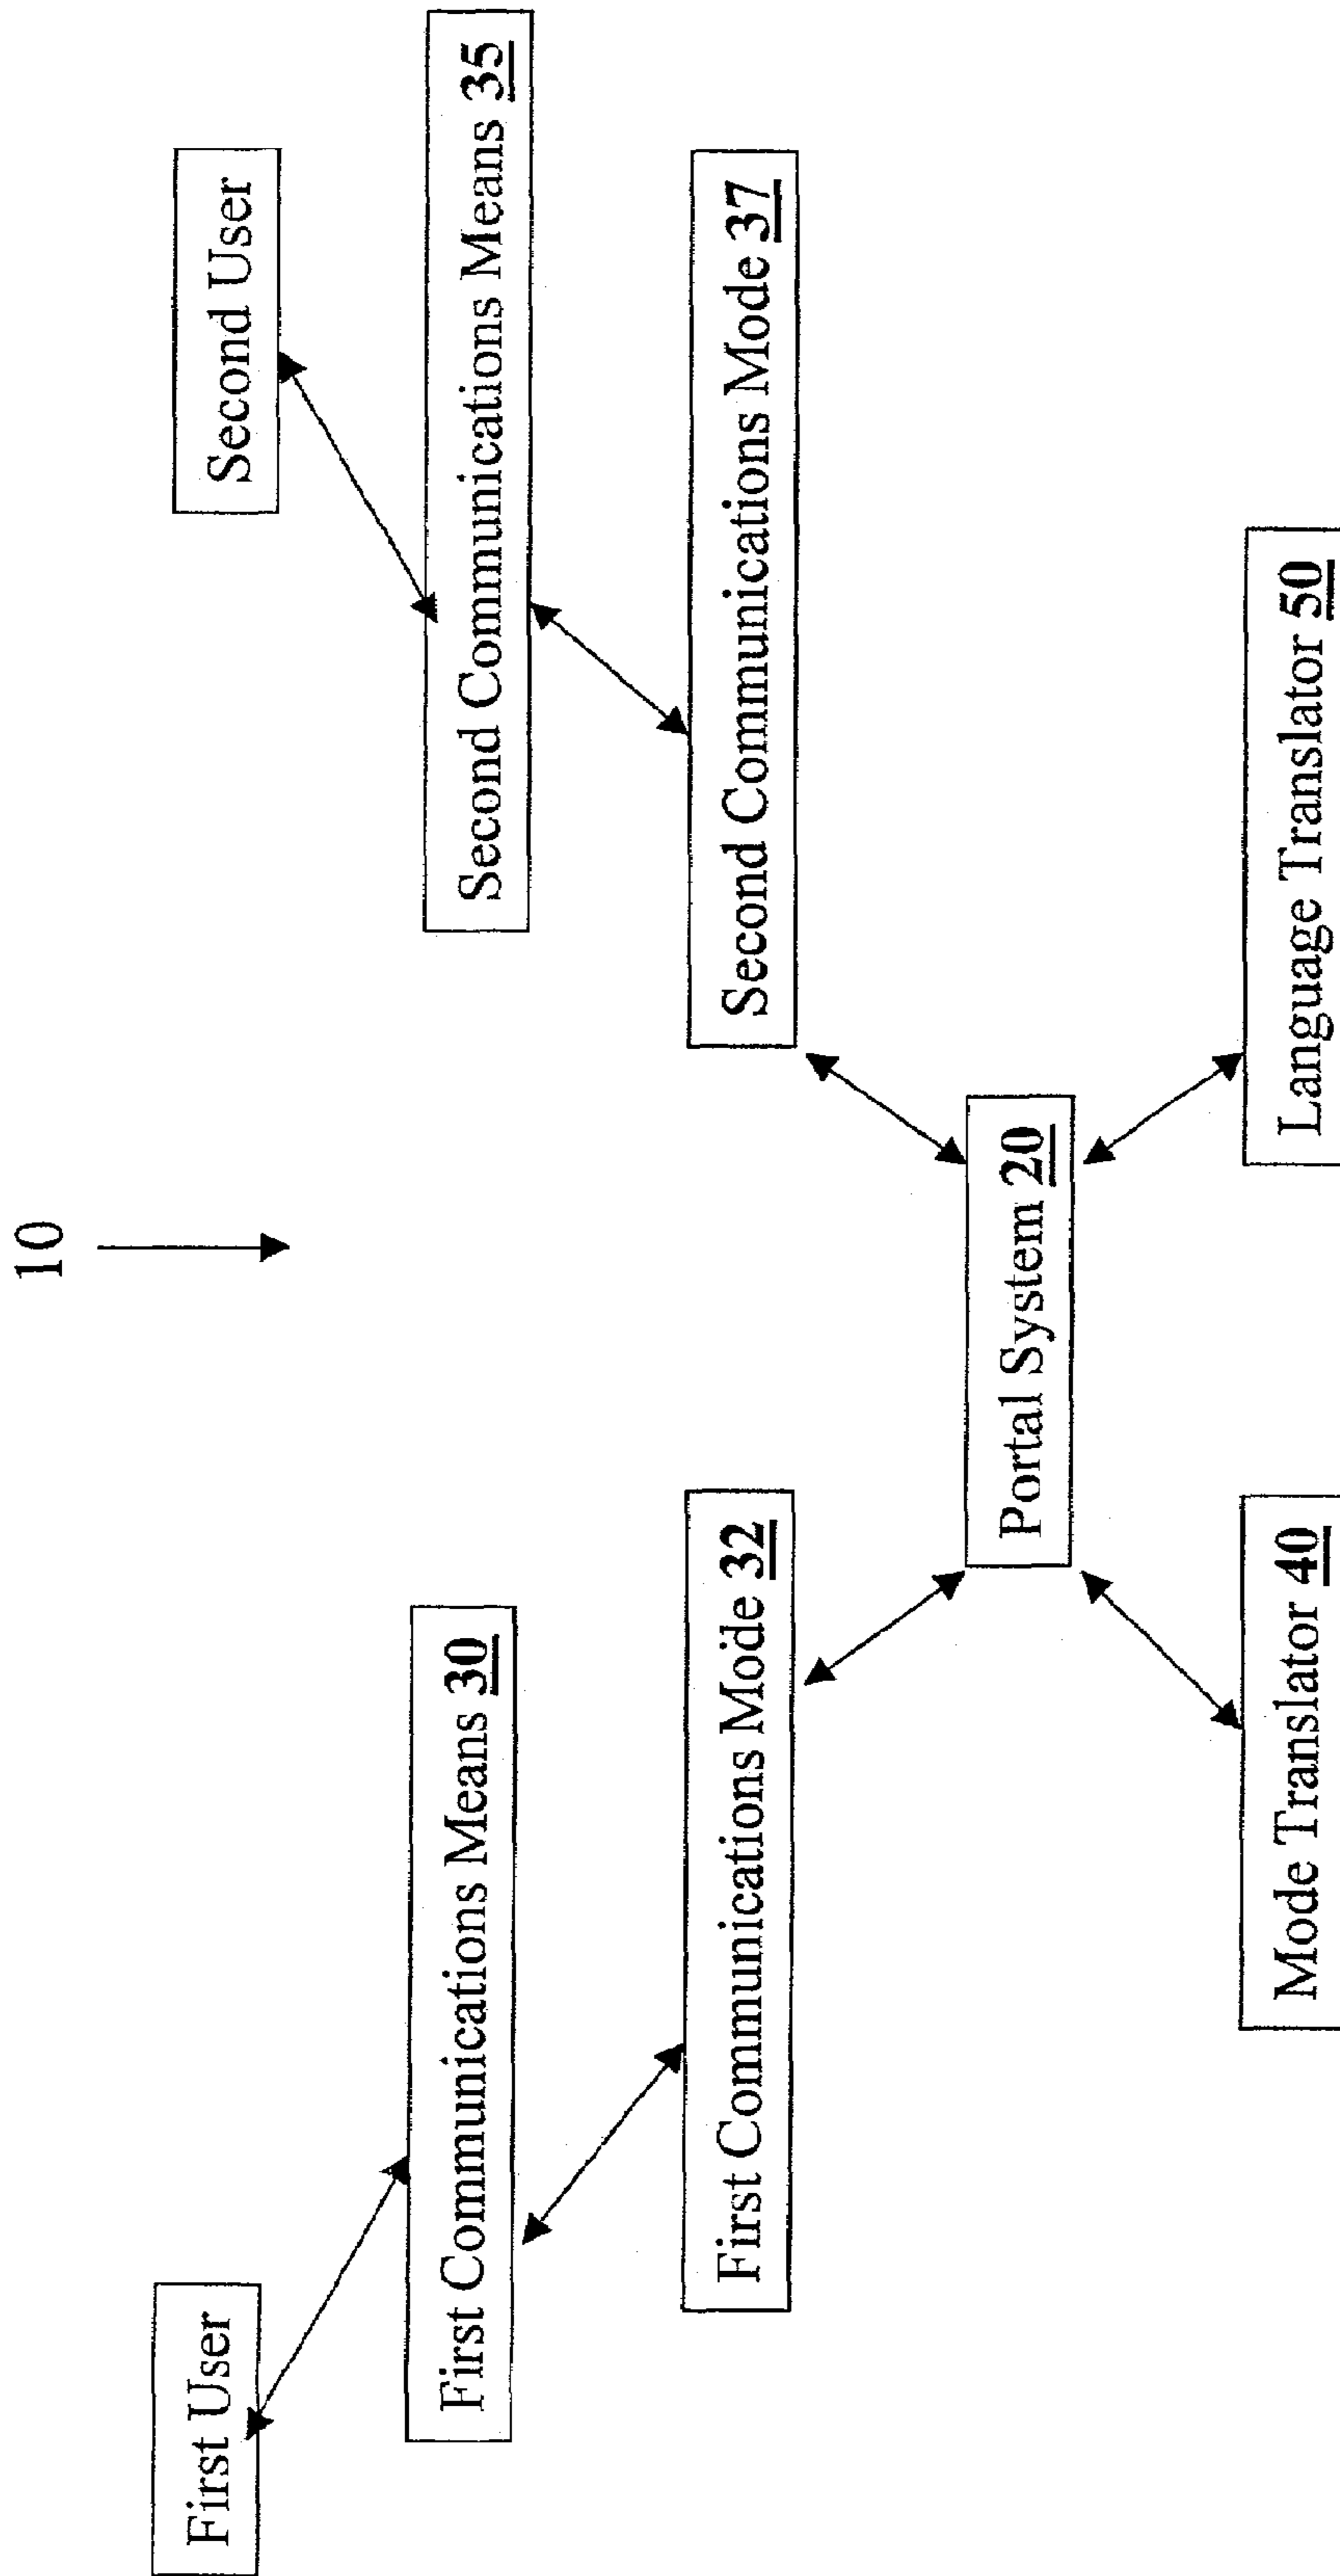 10
First User
Second User
First Communications Means 30
Second Communications Means 35
First Communications Mode 32
Second Communications Mode 37
Portal System 20
Mode Translator 40
Language Translator 50